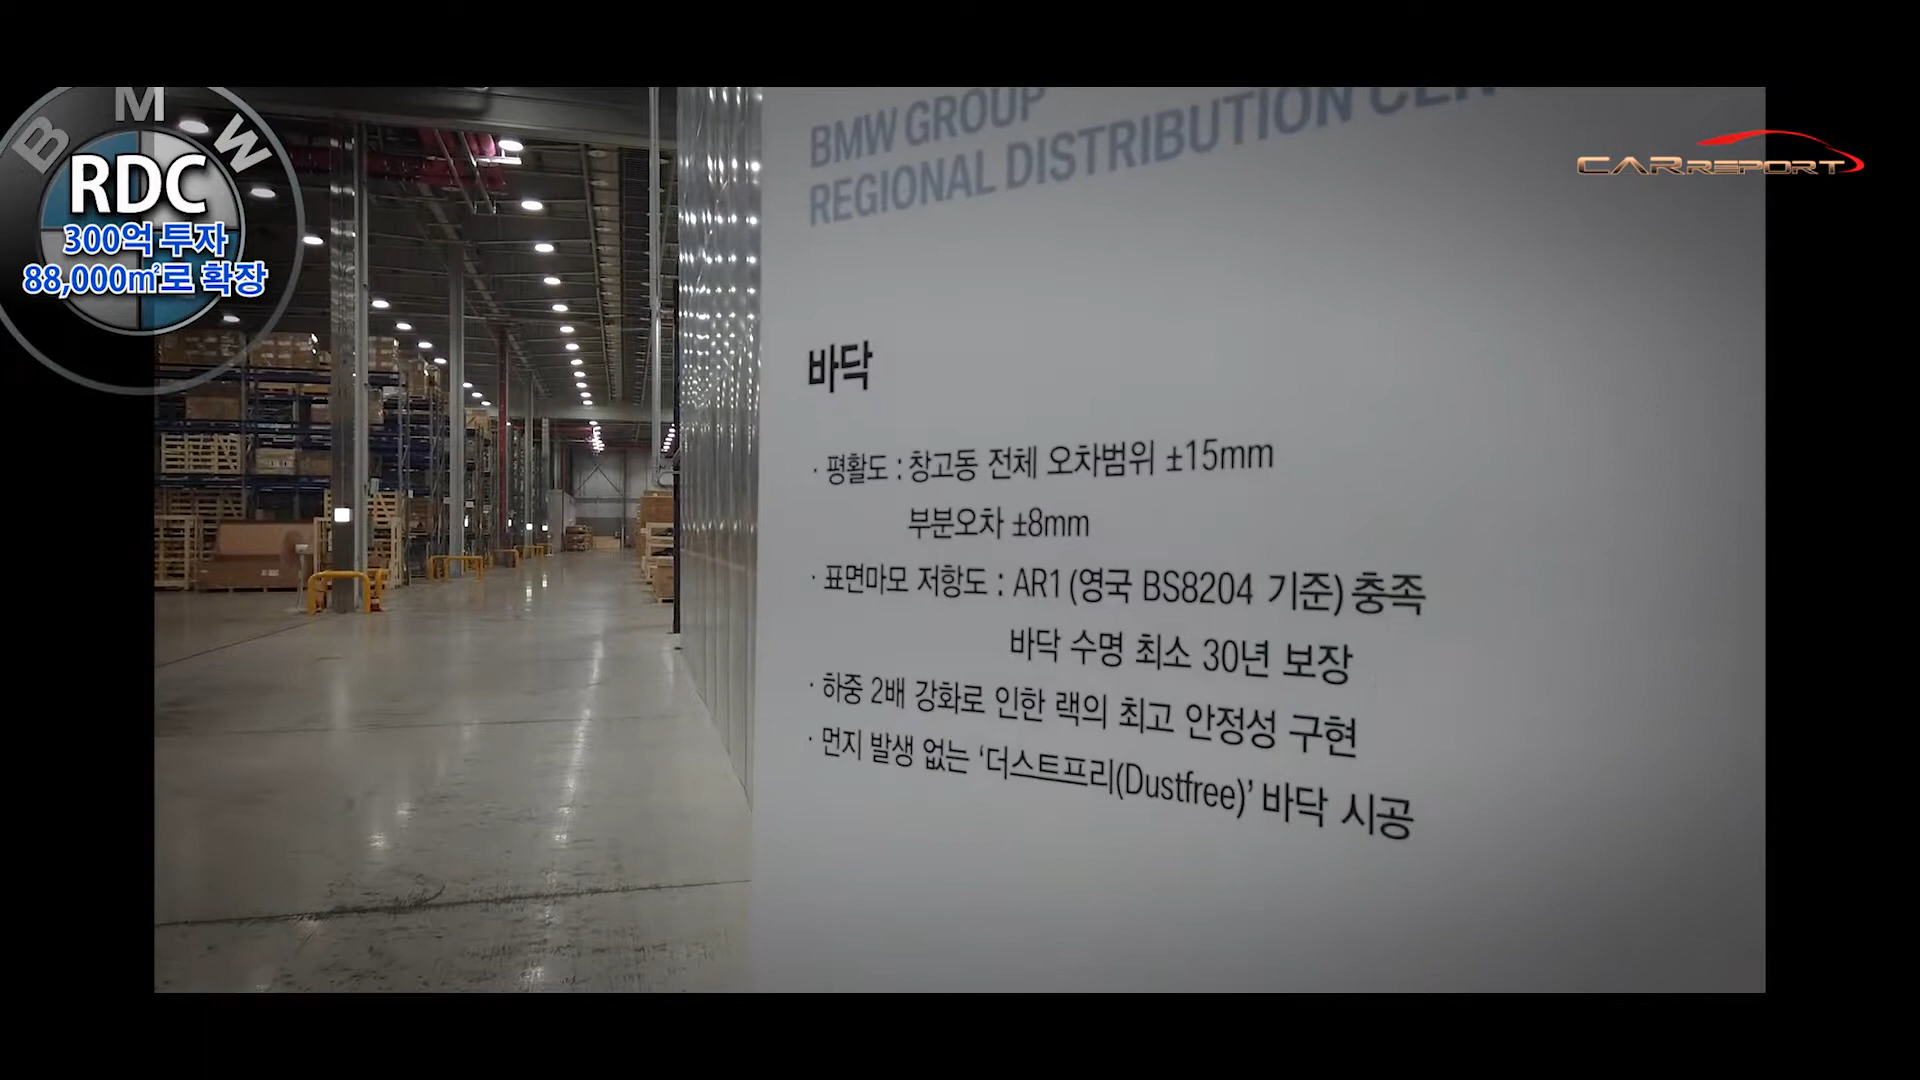 BMW
RDC
300억 투자
88,000㎡로 확장
CARREPORT
BMW GROUP
REGIONAL DISTRIBUTION
바닥
· 평활도 : 창고동 전체 오차범위 ±15mm
부분오차 ±8mm
· 표면마모 저항도 : AR1 (영국 BS8204 기준) 충족
바닥 수명 최소 30년 보장
· 하중 2배 강화로 인한 랙의 최고 안정성 구현
· 먼지 발생 없는 ‘더스트프리(Dustfree)’ 바닥 시공